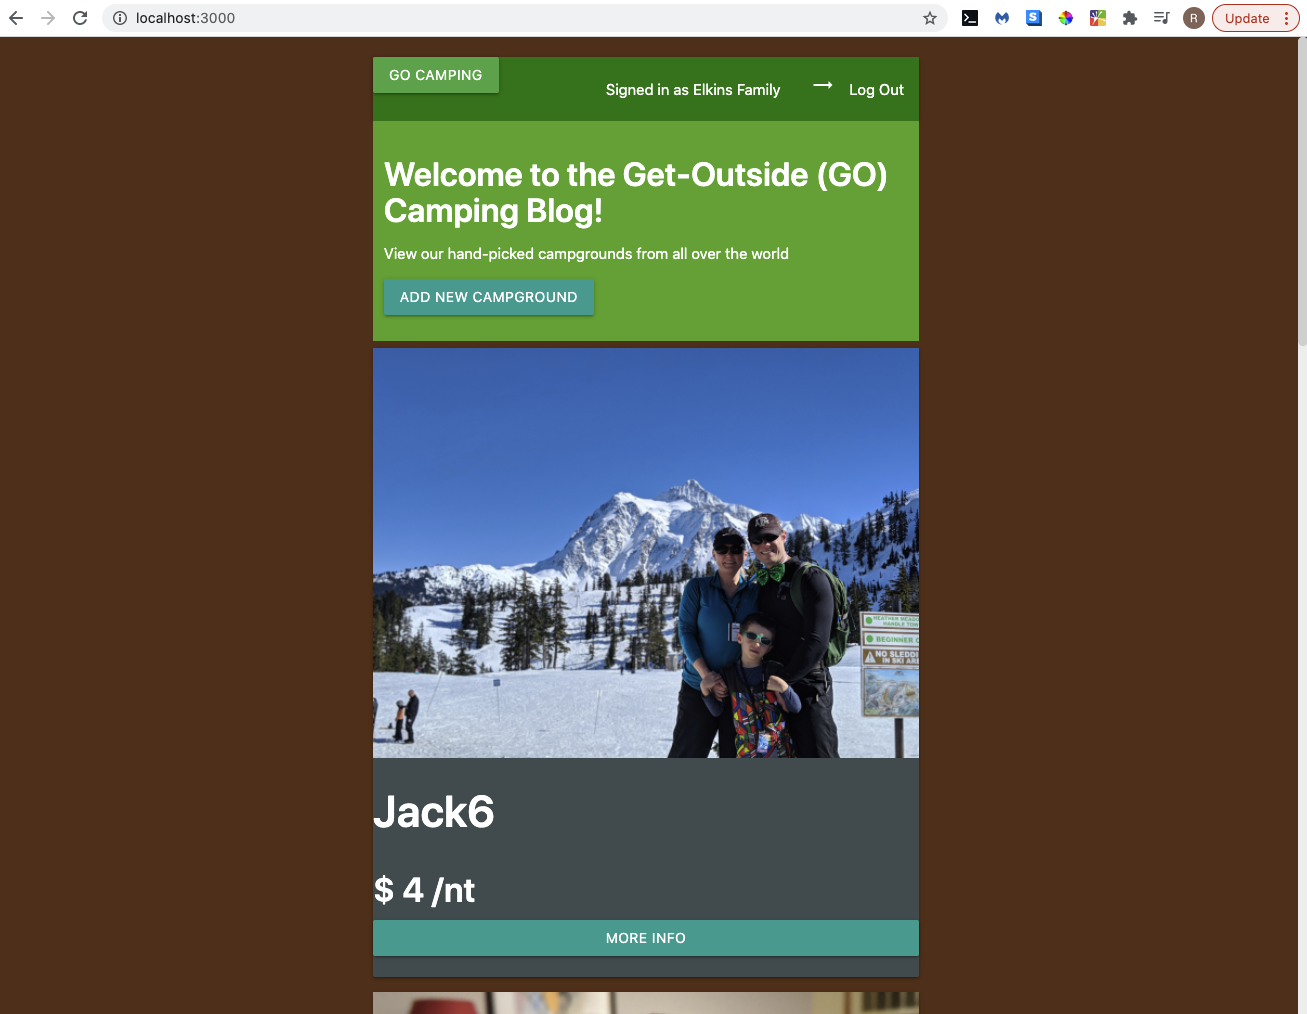 localhost:3000
R
Update
GO CAMPING
Signed in as Elkins Family
Log Out
Welcome to the Get-Outside (GO)
Camping Blog!
View our hand-picked campgrounds from all over the world
ADD NEW CAMPGROUND
BEGINNER
NO SLEDDI
IN SKI ARE
Jack6
$ 4 /nt
MORE INFO